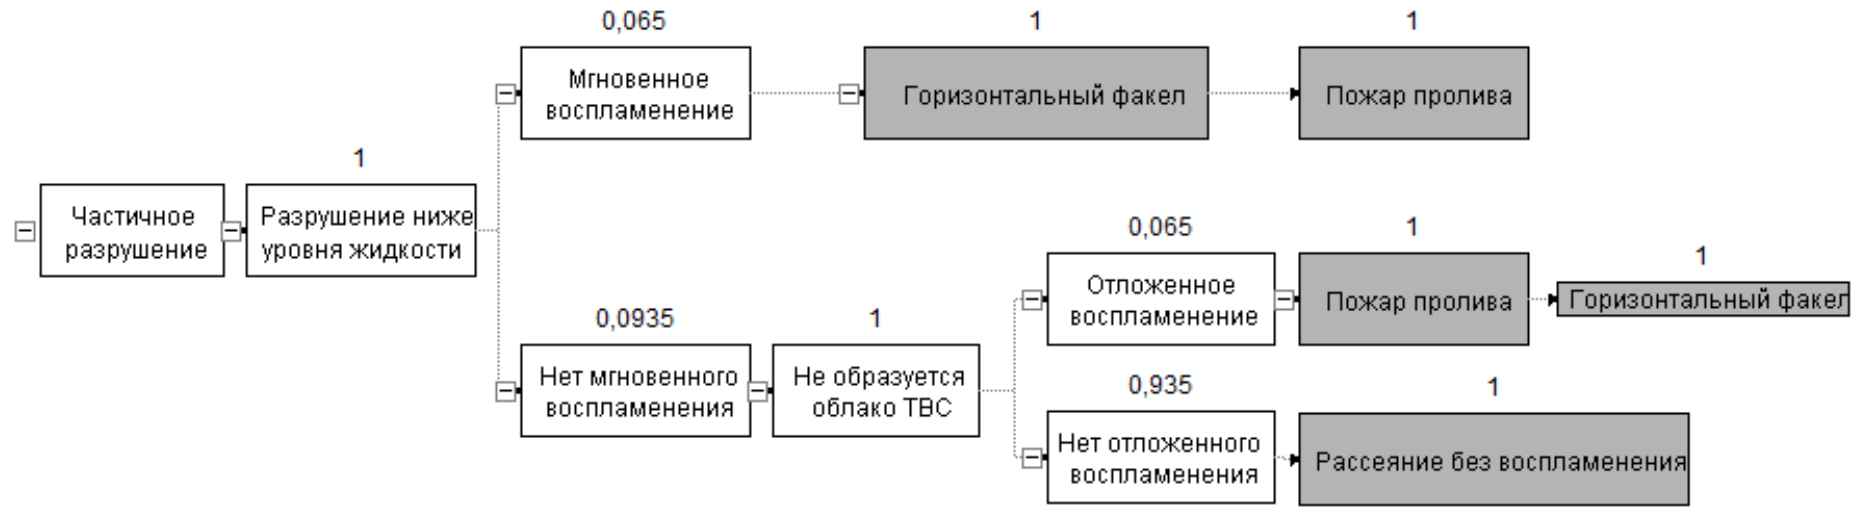 0,065
1
1
Мгновенное
воспламенение
Горизонтальный факел
Пожар пролива
1
Частичное
разрушение
Разрушение ниже
уровня жидкости
0,065
1
1
Отложенное
воспламенение
Пожар пролива
Горизонтальный факел
0,0935
1
Нет мгновенного
воспламенения
Не образуется
облако ТВС
0,935
1
Нет отложенного
воспламенения
Рассеяние без воспламенения